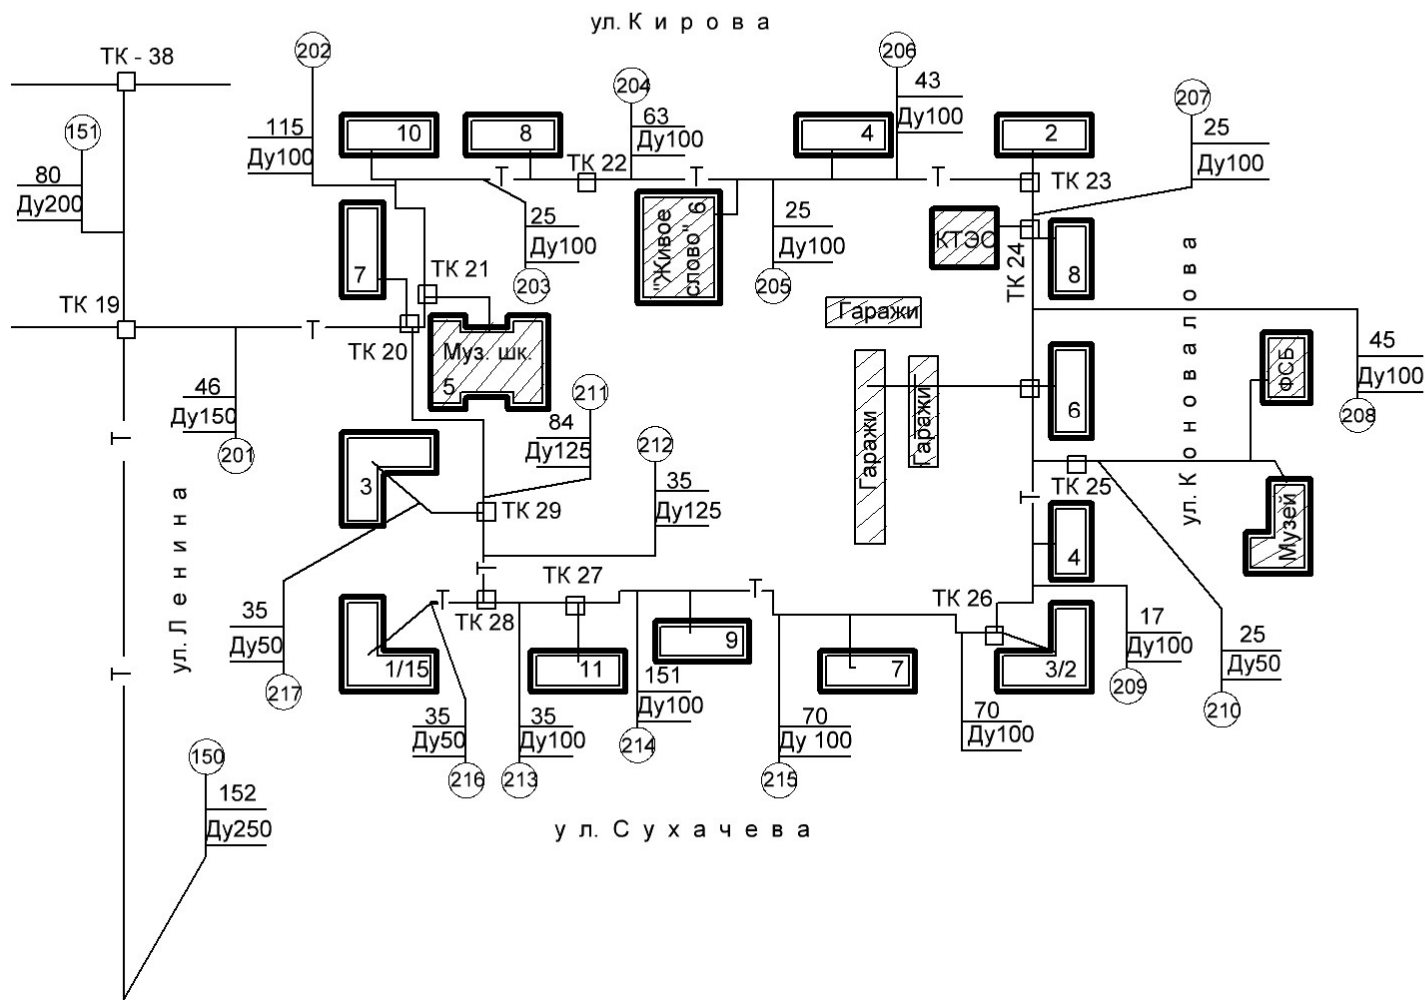 ул. К и р о в а
ТК - 38
202
204
206
207
151
80
Ду200
115
Ду100
10
8
ТК 22
63
Ду100
4
43
Ду100
2
25
Ду100
ТК 23
25
Ду100
203
"Живое
слово"
6
25
Ду100
205
КТЭС
ТК 24
8
7
ТК 21
ТК 19
ТК 20
Муз. шк.
5
Гаражи
Гаражи
Гаражи
6
ул. К о н о в а л о в а
ФСБ
45
Ду100
208
46
Ду150
201
211
84
Ду125
212
35
Ду125
3
ТК 29
ТК 25
Музей
4
ул. Л е н и н а
35
Ду50
217
ТК 27
ТК 28
ТК 26
1/15
11
9
7
3/2
17
Ду100
209
25
Ду50
210
35
Ду50
216
35
Ду100
213
151
Ду100
214
70
Ду 100
215
70
Ду100
150
152
Ду250
у л. С у х а ч е в а